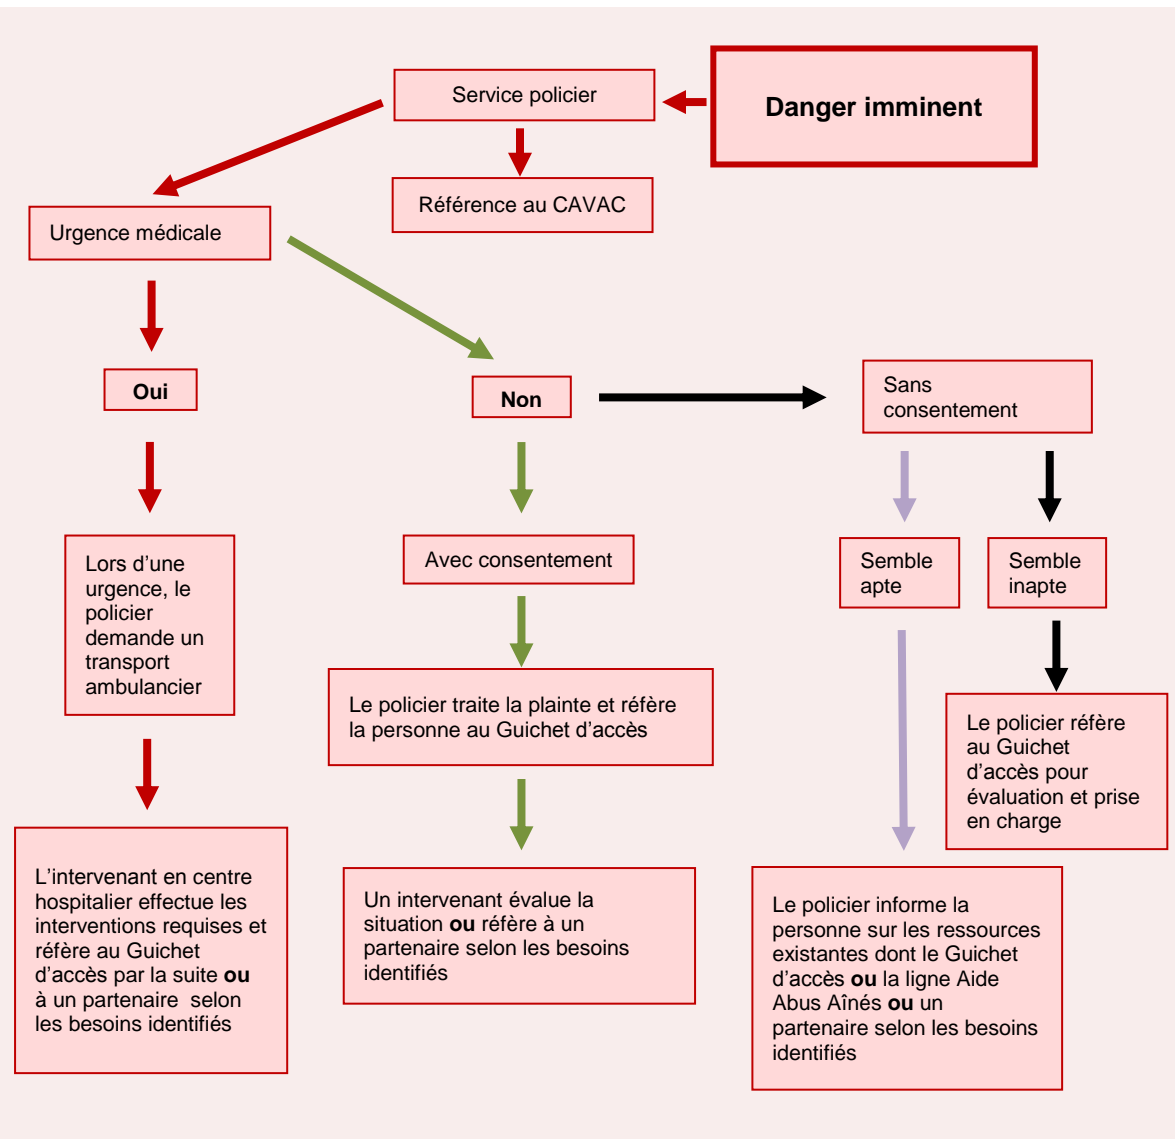 Danger imminent
Service policier
Référence au CAVAC
Urgence médicale
Oui
Non
Sans
consentement
Lors d’une
urgence, le
policier
demande un
transport
ambulancier
Avec consentement
Semble
apte
Semble
inapte
Le policier traite la plainte et réfère
la personne au Guichet d’accès
Le policier réfère
au Guichet
d’accès pour
évaluation et prise
en charge
L’intervenant en centre
hospitalier effectue les
interventions requises et
réfère au Guichet
d’accès par la suite ou
à un partenaire selon
les besoins identifiés
Un intervenant évalue la
situation ou réfère à un
partenaire selon les besoins
identifiés
Le policier informe la
personne sur les ressources
existantes dont le Guichet
d’accès ou la ligne Aide
Abus Aînés ou un
partenaire selon les besoins
identifiés